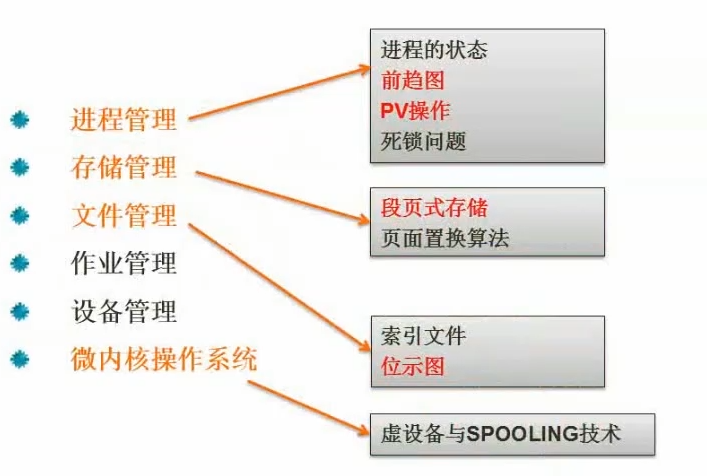 进程管理
存储管理
文件管理
作业管理
设备管理
微内核操作系统
进程的状态
前趋图
PV操作
死锁问题
段页式存储
页面置换算法
索引文件
位示图
虚设备与SPOOLING技术